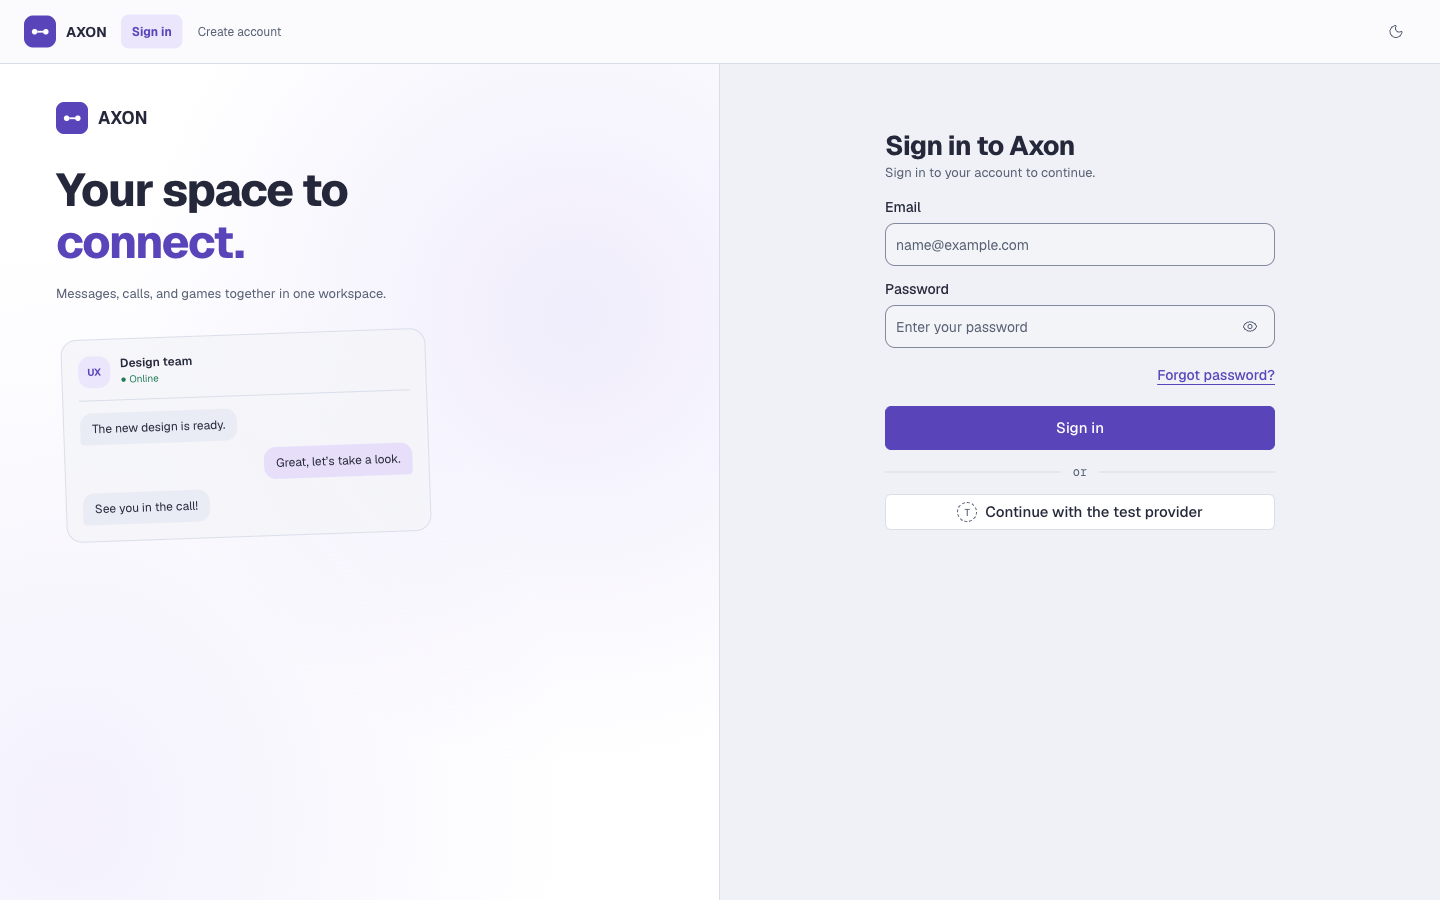 AXON
Sign in
Create account
AXON
Your space to
connect.
Messages, calls, and games together in one workspace.
UX
Design team
● Online
The new design is ready.
Great, let's take a look.
See you in the call!
Sign in to Axon
Sign in to your account to continue.
Email
name@example.com
Password
Enter your password
Forgot password?
Sign in
or
T
Continue with the test provider